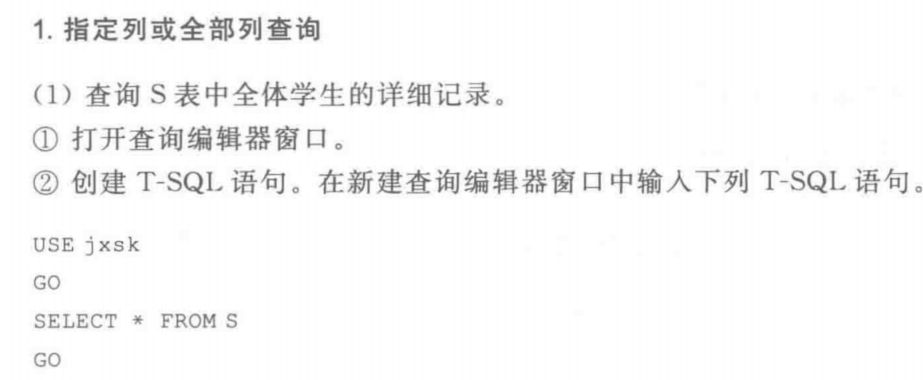 1. 指定列或全部列查询
(1) 查询 S 表中全体学生的详细记录。
① 打开查询编辑器窗口。
② 创建 T-SQL 语句。在新建查询编辑器窗口中输入下列 T-SQL 语句。
USE jxsk
GO
SELECT * FROM S
GO